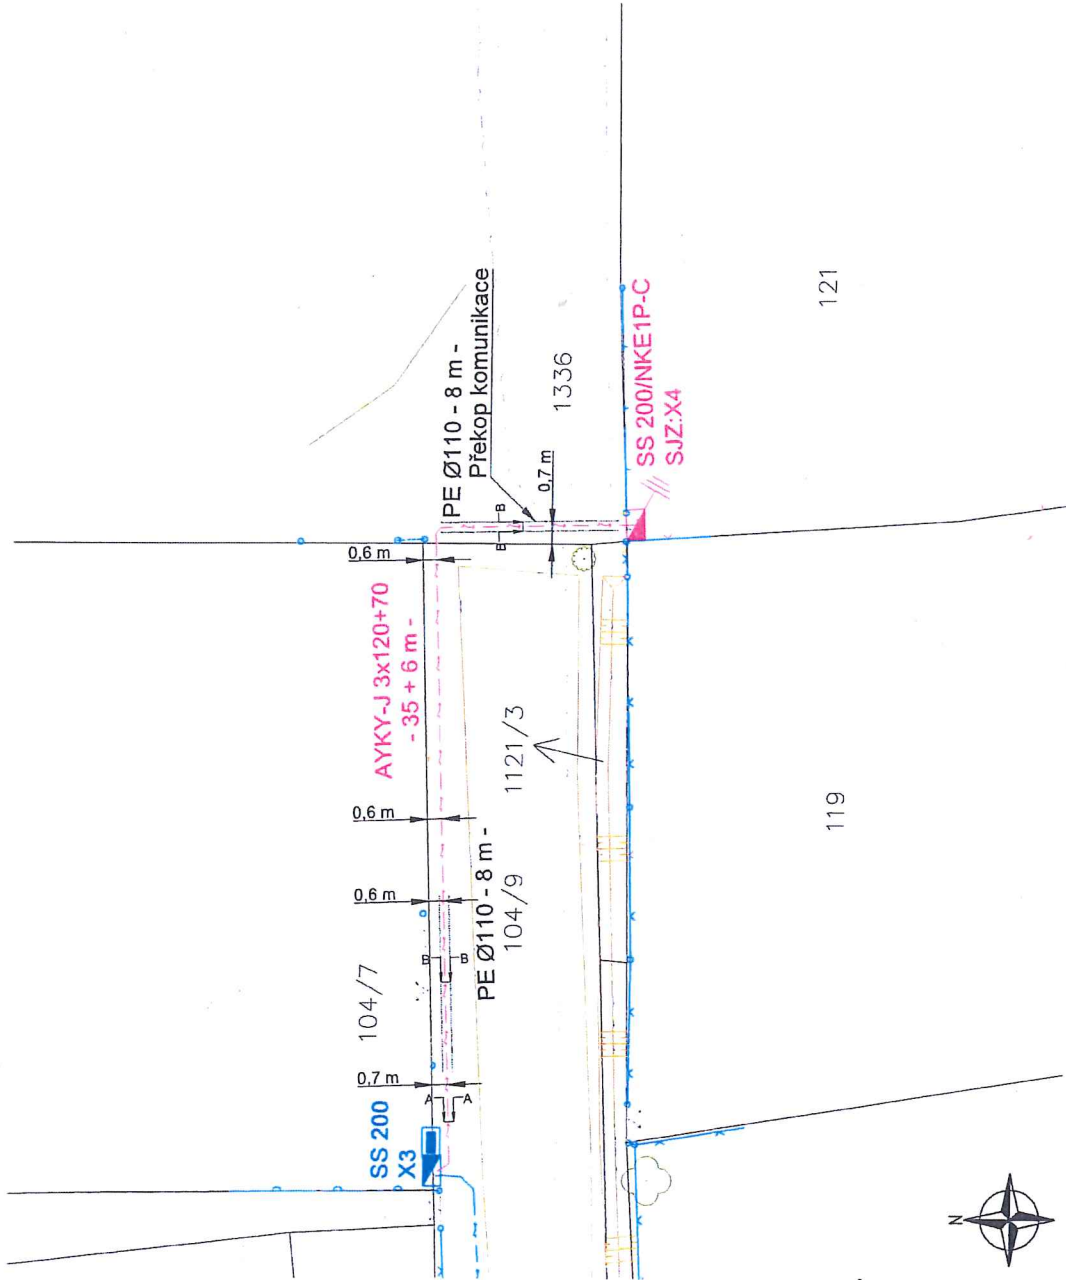 PE Ø110 - 8 m -
Překop komunikace
1336
121
0,7 m
SS 200/NKE1P-C
SJZ:X4
B
B
0,6 m
AYKY-J 3x120+70
- 35 + 6 m -
1121/3
0,6 m
119
0,6 m
PE Ø110 - 8 m -
104/9
B
B
104/7
0,7 m
A
A
SS 200
X3
N